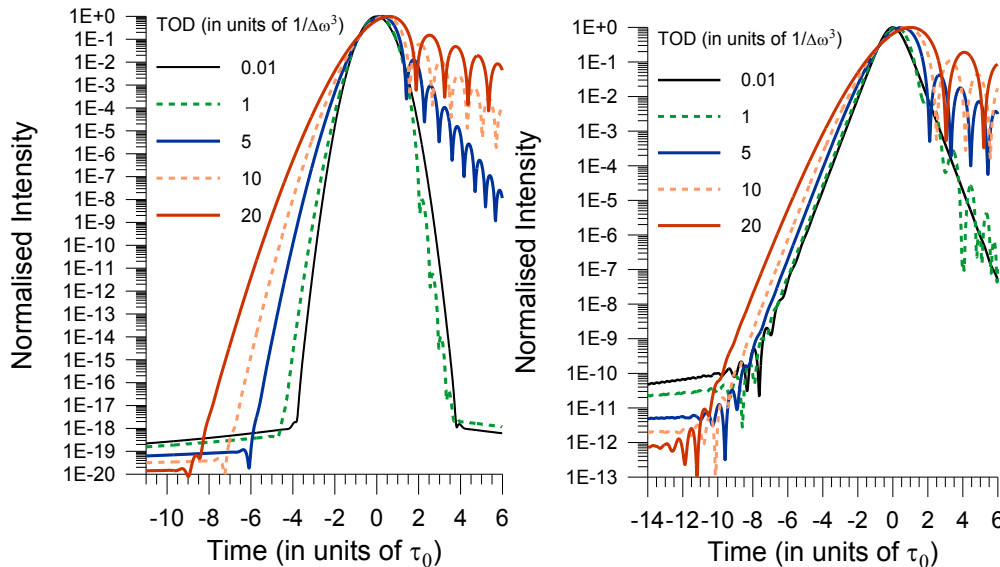 TOD (in units of 1/Δω³)
0.01
1
5
10
20
1E+0
1E-1
1E-2
1E-3
1E-4
1E-5
1E-6
1E-7
1E-8
1E-9
1E-10
1E-11
1E-12
1E-13
1E-14
1E-15
1E-16
1E-17
1E-18
1E-19
1E-20
Normalised Intensity
-10 -8 -6 -4 -2 0 2 4 6
Time (in units of τ₀)
TOD (in units of 1/Δω³)
0.01
1
5
10
20
1E+0
1E-1
1E-2
1E-3
1E-4
1E-5
1E-6
1E-7
1E-8
1E-9
1E-10
1E-11
1E-12
1E-13
Normalised Intensity
-14 -12 -10 -8 -6 -4 -2 0 2 4 6
Time (in units of τ₀)